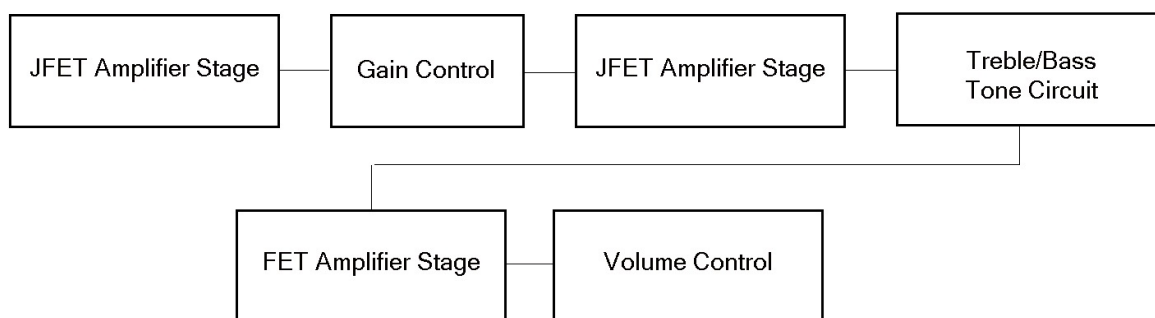 JFET Amplifier Stage
Gain Control
JFET Amplifier Stage
Treble/Bass
Tone Circuit
FET Amplifier Stage
Volume Control